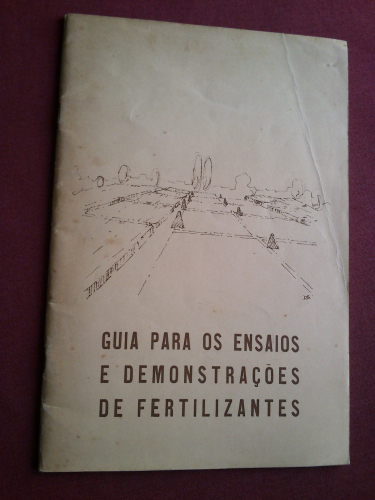 GUIA PARA OS ENSAIOS
E DEMONSTRAÇÕES
DE FERTILIZANTES